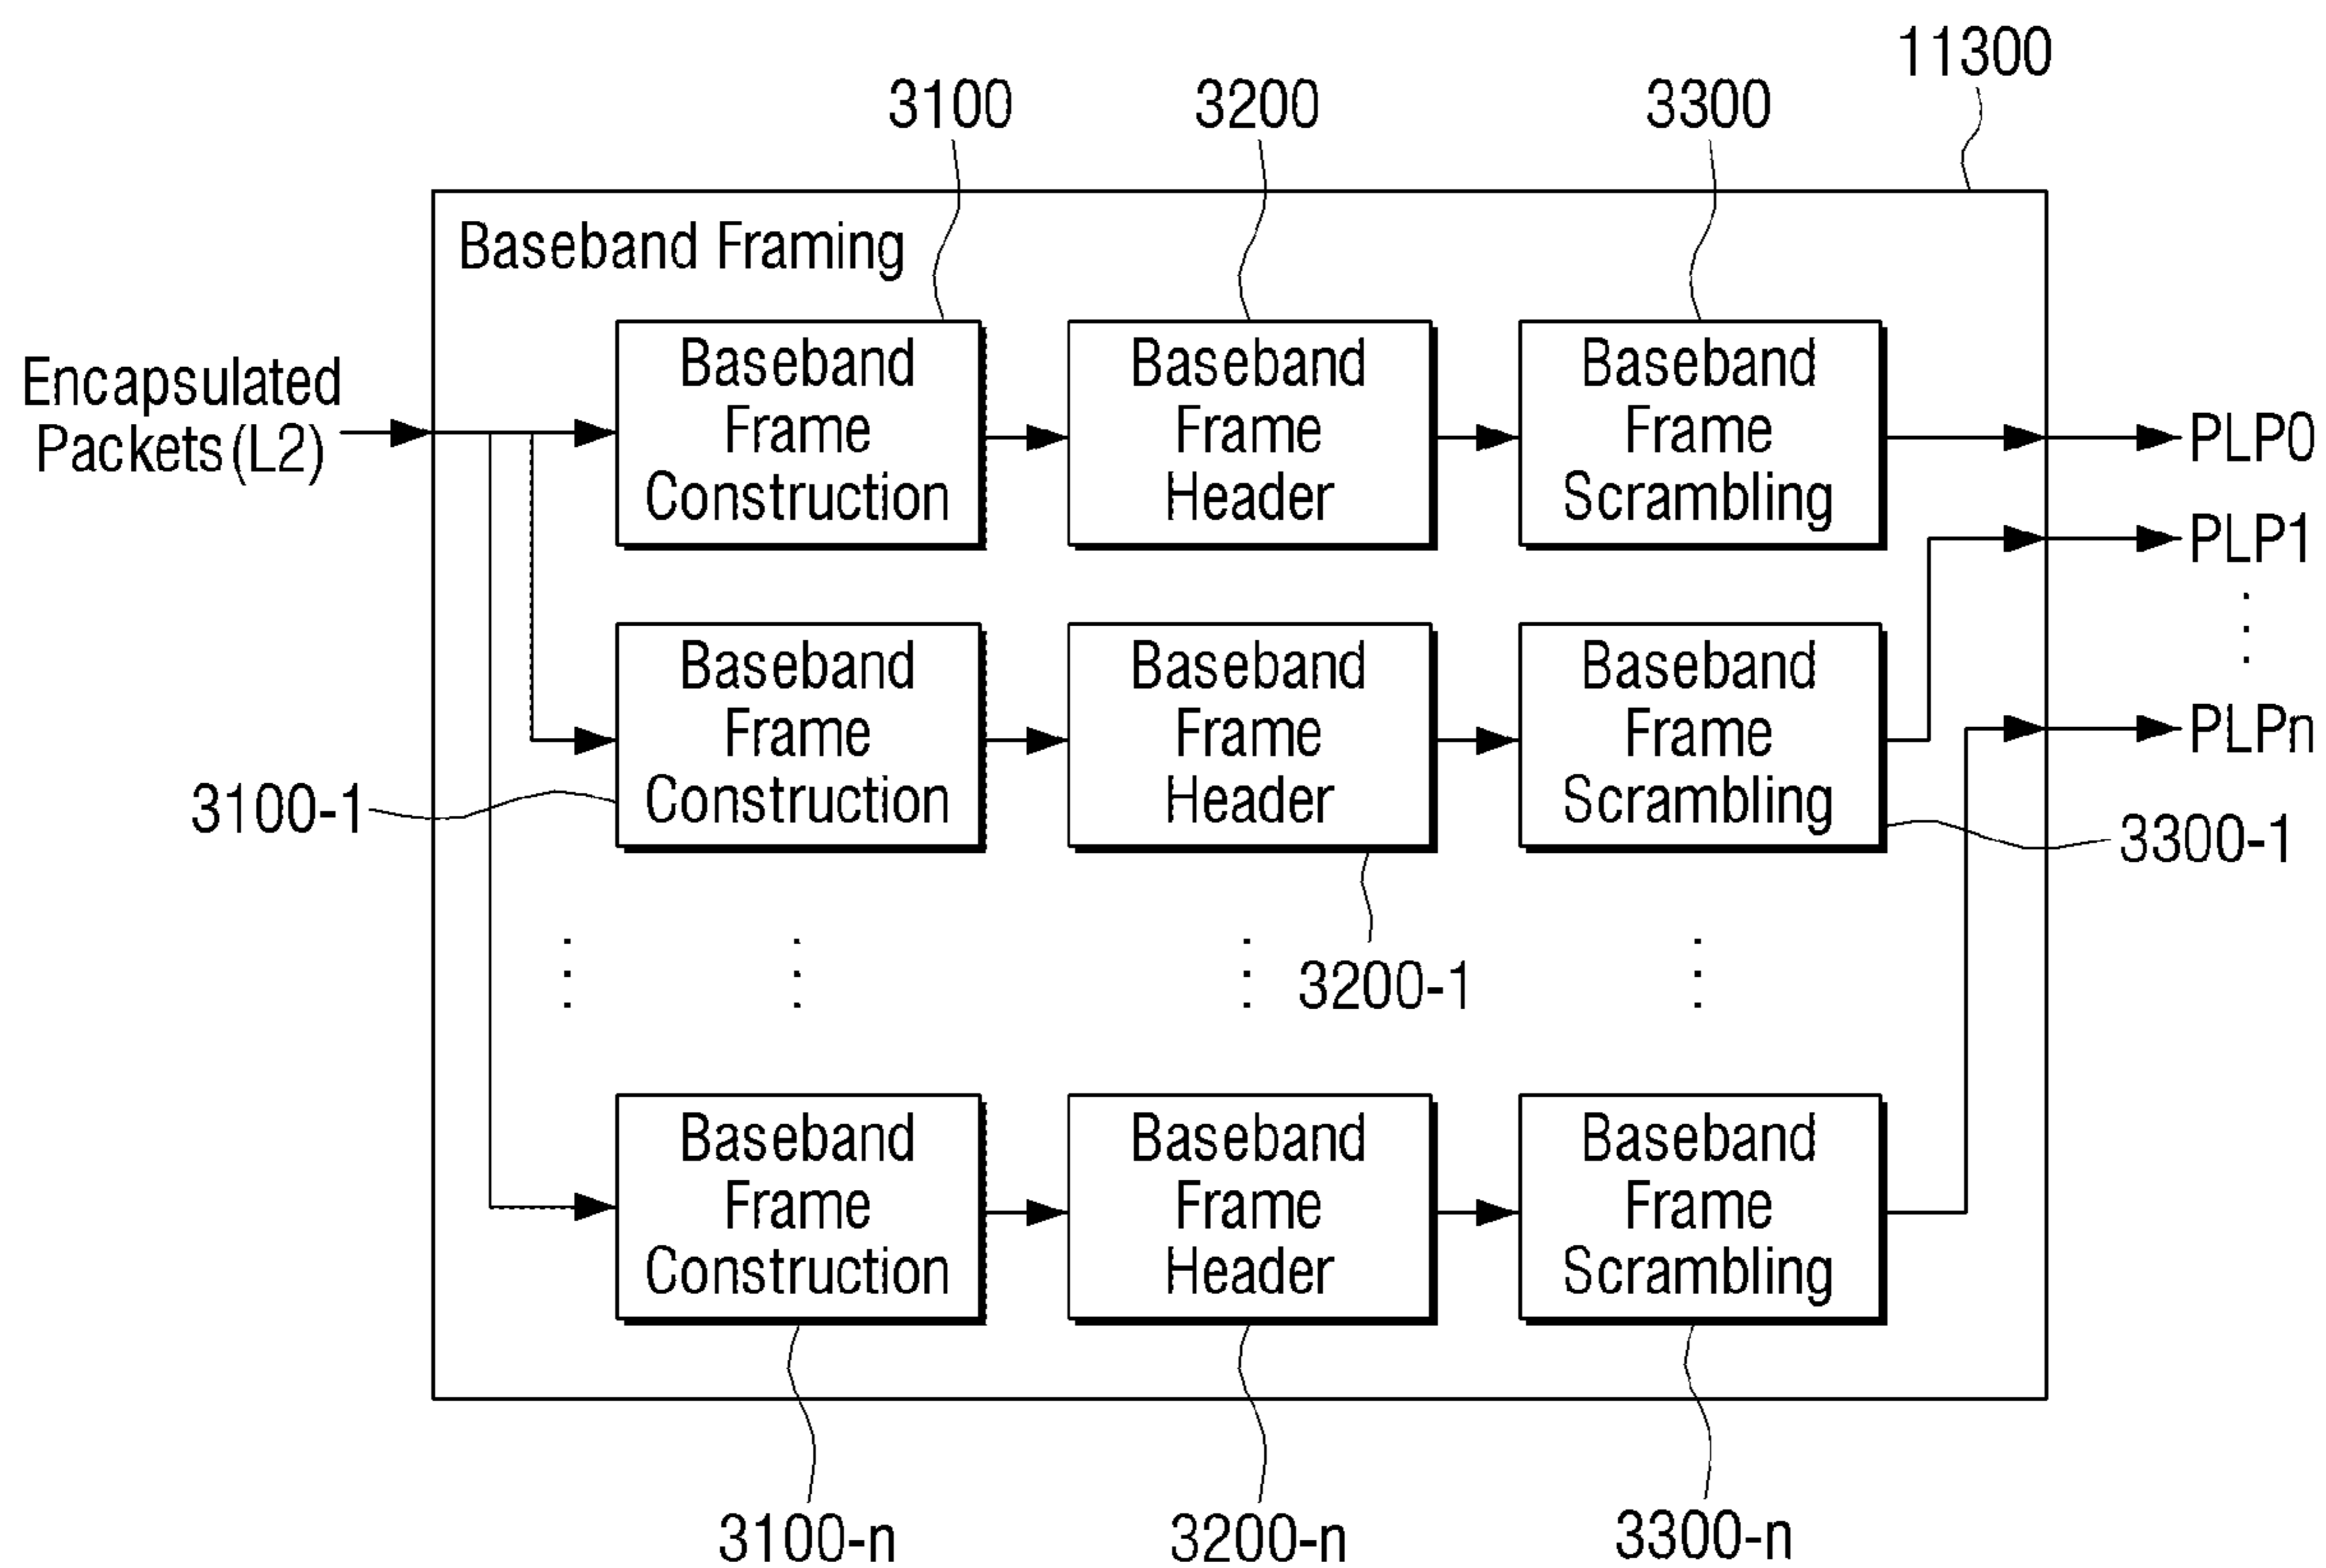 11300
3100
3200
3300
Baseband Framing
Encapsulated
Packets(L2)
Baseband
Frame
Construction
Baseband
Frame
Header
Baseband
Frame
Scrambling
PLP0
PLP1
PLPn
Baseband
Frame
Construction
Baseband
Frame
Header
Baseband
Frame
Scrambling
3100-1
3300-1
3200-1
Baseband
Frame
Construction
Baseband
Frame
Header
Baseband
Frame
Scrambling
3100-n
3200-n
3300-n